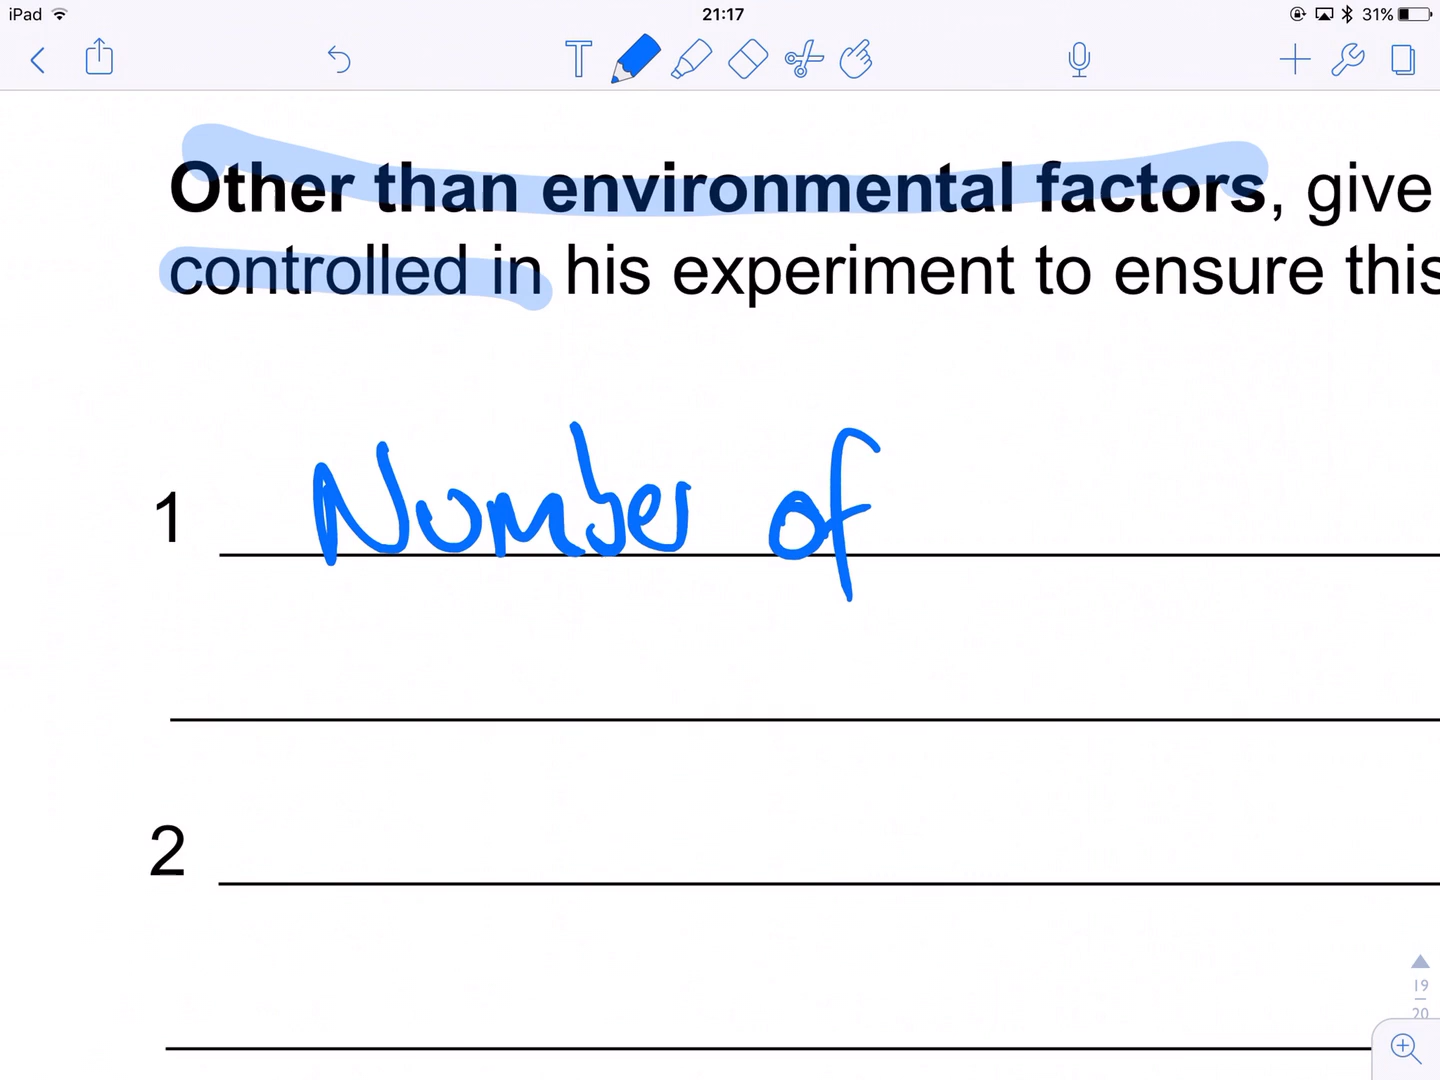 iPad 21:17 31%
T
Other than environmental factors, give
controlled in his experiment to ensure this
1 Number of
2
19
20